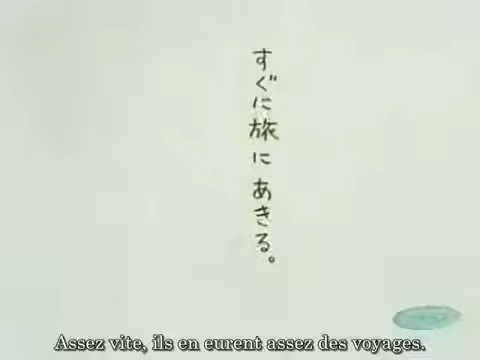 すぐに旅にあきる。
Assez vite, ils en eurent assez des voyages.